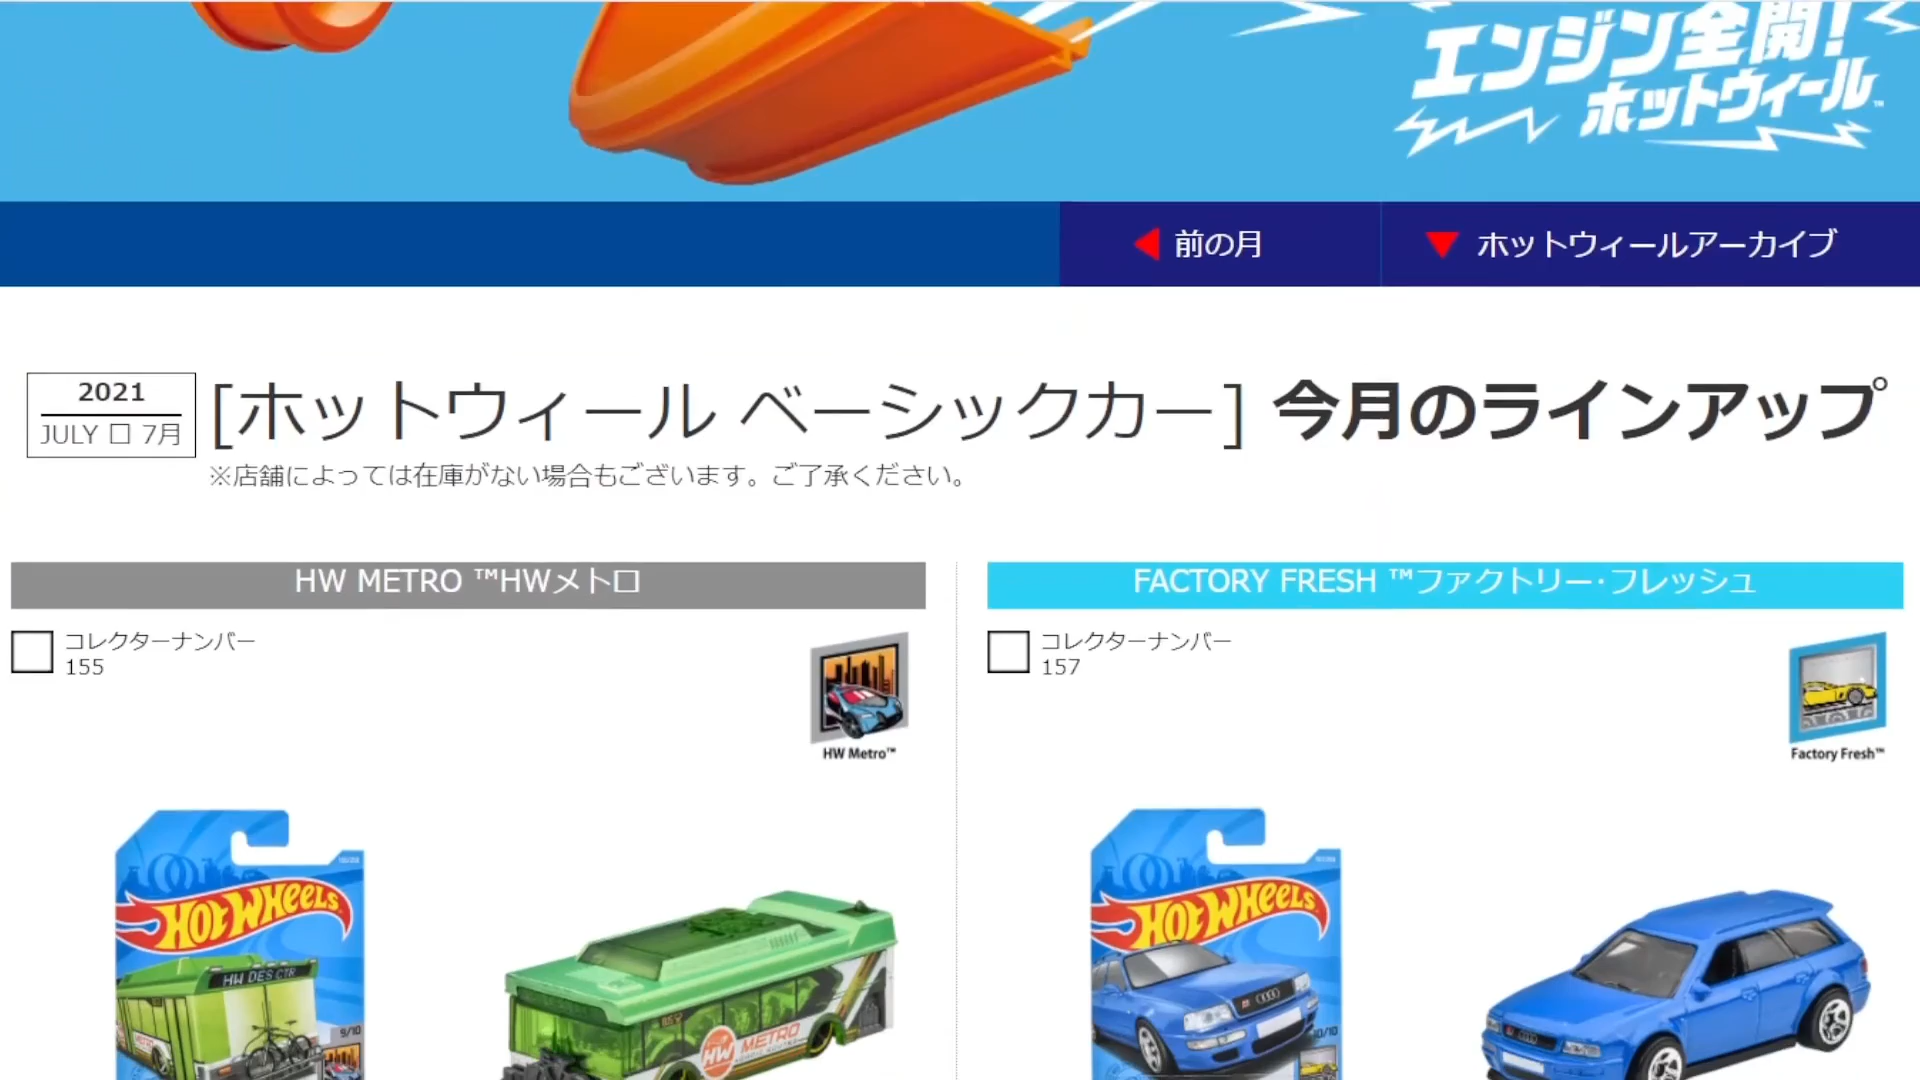 エンジン全開!
ホットウィール™
前の月
ホットウィールアーカイブ
2021
JULY 口 7月
[ホットウィール ベーシックカー] 今月のラインアップ
※店舗によっては在庫がない場合もございます。ご了承ください。
HW METRO ™HWメトロ
FACTORY FRESH ™ファクトリー･フレッシュ
コレクターナンバー
155
コレクターナンバー
157
HW Metro™
Factory Fresh™
HOT WHEELS
HOT WHEELS
HW DES CTR
HW METRO
9/10
10/10